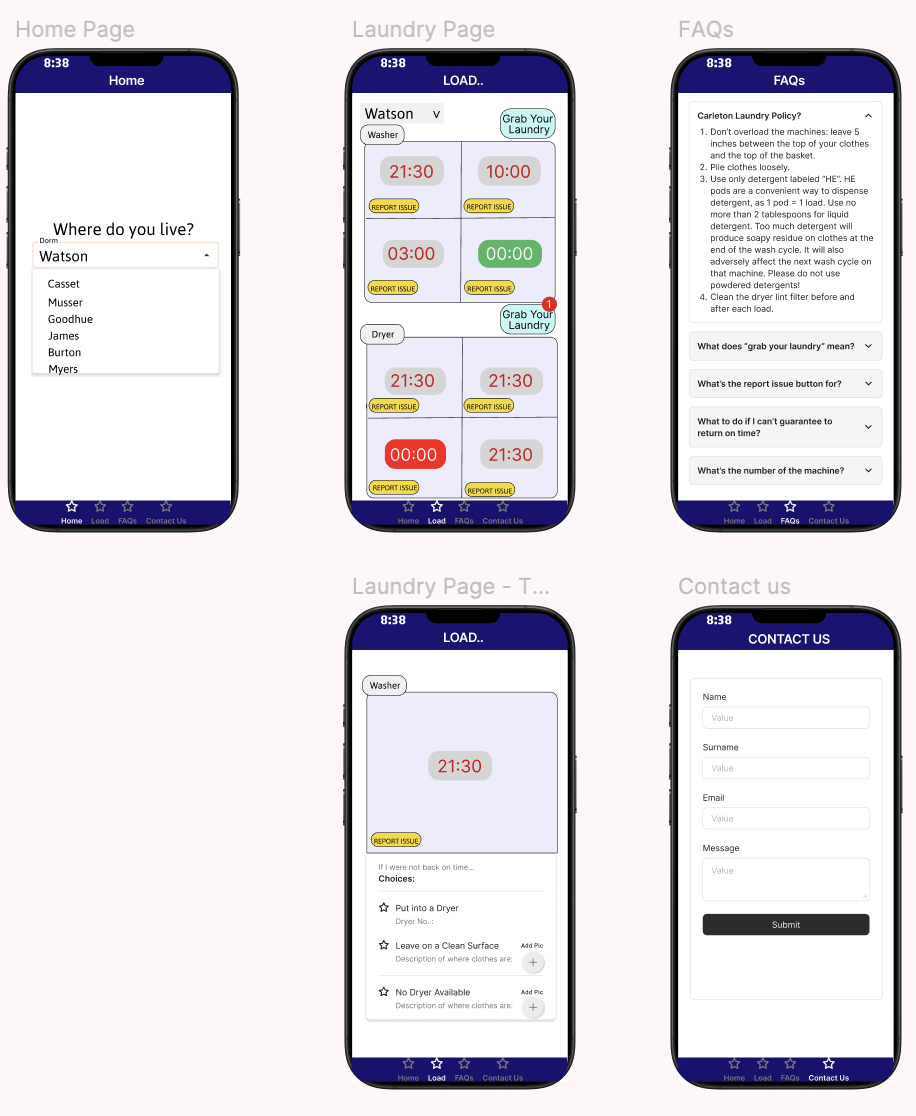 Home Page
8:38
Home
Where do you live?
Dorm
Watson
Casset
Musser
Goodhue
James
Burton
Myers
Home Load FAQs Contact Us
Laundry Page
8:38
LOAD..
Watson v
Grab Your
Laundry
Washer
21:30 10:00
REPORT ISSUE REPORT ISSUE
03:00 00:00
REPORT ISSUE REPORT ISSUE
1
Grab Your
Laundry
Dryer
21:30 21:30
REPORT ISSUE REPORT ISSUE
00:00 21:30
REPORT ISSUE REPORT ISSUE
Home Load FAQs Contact Us
FAQs
8:38
FAQs
Carleton Laundry Policy?
1. Don't overload the machines: leave 5
inches between the top of your clothes
and the top of the basket.
2. Pile clothes loosely.
3. Use only detergent labeled “HE”. HE
pods are a convenient way to dispense
detergent, as 1 pod = 1 load. Use no
more than 2 tablespoons for liquid
detergent. Too much detergent will
produce soapy residue on clothes at the
end of the wash cycle. It will also
adversely affect the next wash cycle on
that machine. Please do not use
powdered detergents!
4. Clean the dryer lint filter before and
after each load.
What does “grab your laundry” mean?
What's the report issue button for?
What to do if I can't guarantee to
return on time?
What's the number of the machine?
Home Load FAQs Contact Us
Laundry Page - T...
8:38
LOAD..
Washer
21:30
REPORT ISSUE
If I were not back on time...
Choices:
Put into a Dryer
Dryer No. :
Leave on a Clean Surface Add Pic
Description of where clothes are: +
No Dryer Available Add Pic
Description of where clothes are: +
Home Load FAQs Contact Us
Contact us
8:38
CONTACT US
Name
Value
Surname
Value
Email
Value
Message
Value
Submit
Home Load FAQs Contact Us